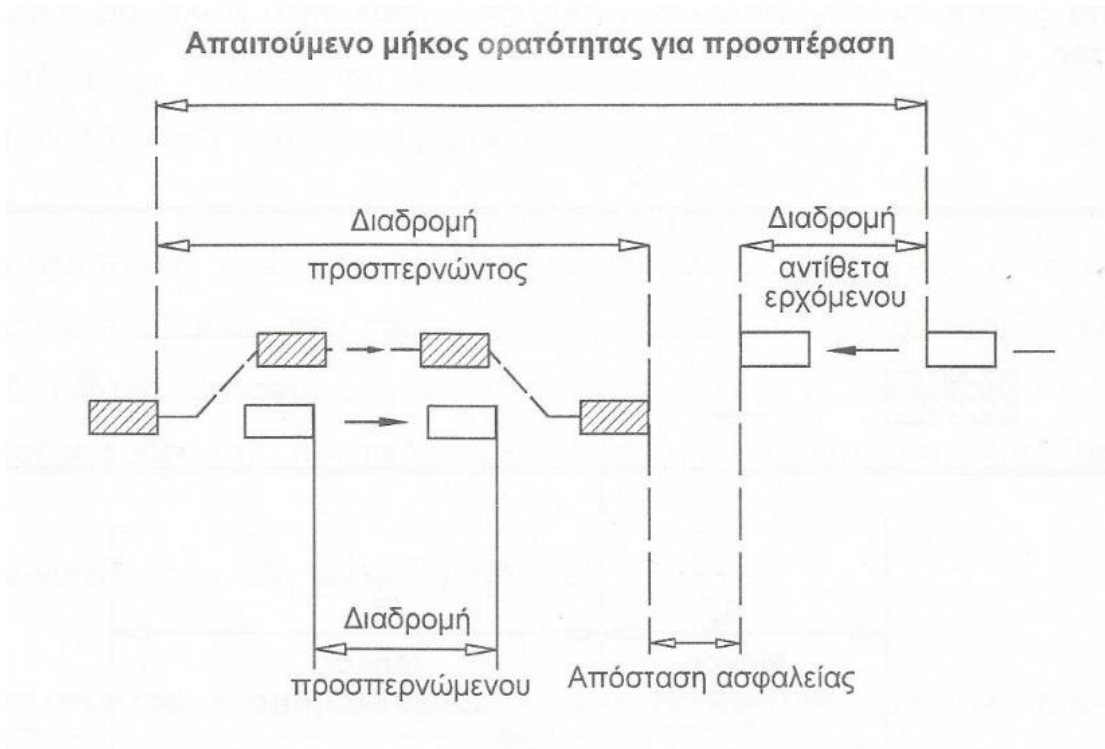 Απαιτούμενο μήκος ορατότητας για προσπέραση
Διαδρομή
προσπερνώντος
Διαδρομή
αντίθετα
ερχόμενου
Διαδρομή
προσπερνώμενου
Απόσταση ασφαλείας